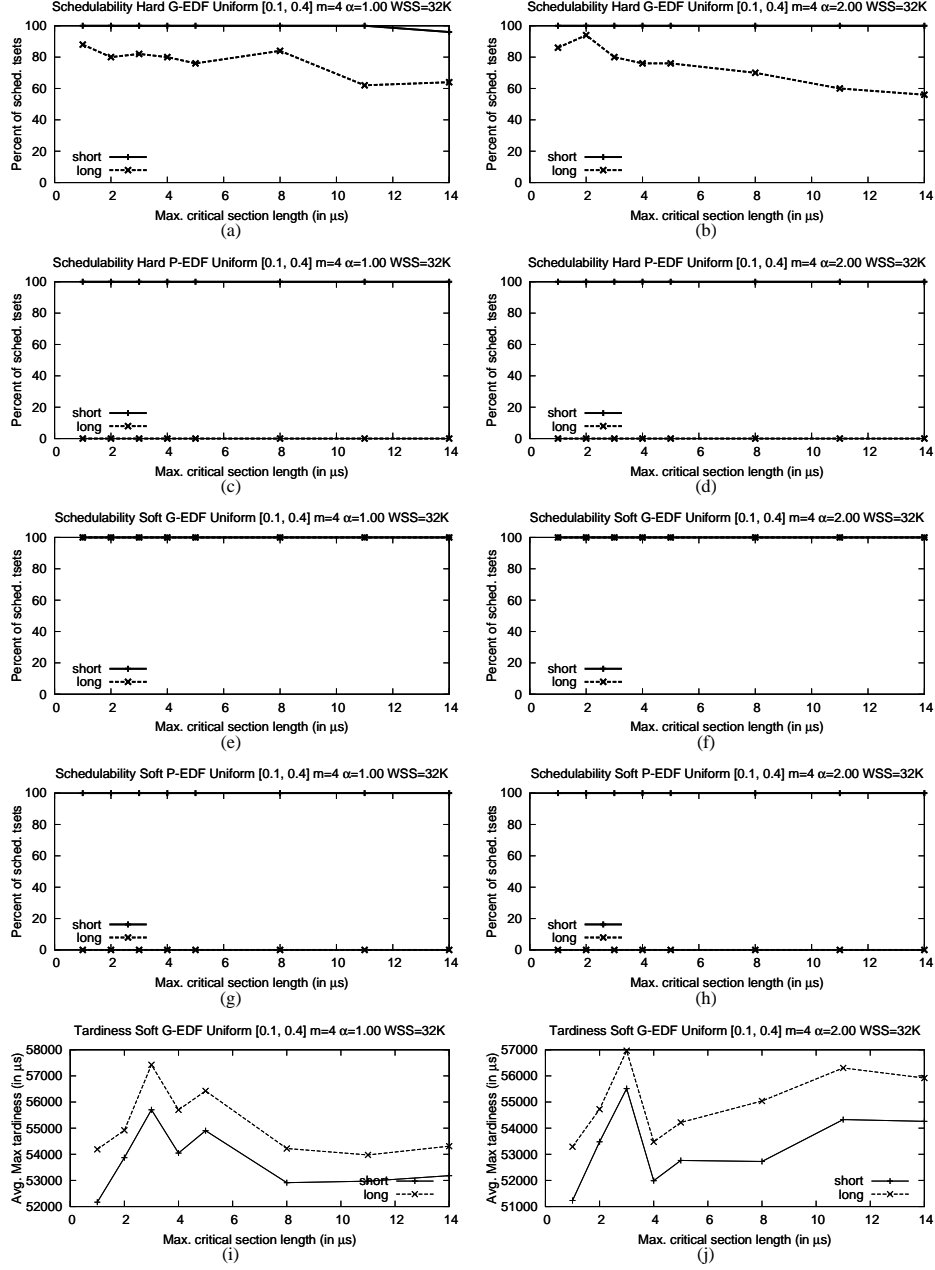 Schedulability Hard G-EDF Uniform [0.1, 0.4] m=4 α=1.00 WSS=32K
Percent of sched. tsets
100
80
60
40
20
0
short
long
0 2 4 6 8 10 12 14
Max. critical section length (in µs)
(a)
Schedulability Hard G-EDF Uniform [0.1, 0.4] m=4 α=2.00 WSS=32K
Percent of sched. tsets
100
80
60
40
20
0
short
long
0 2 4 6 8 10 12 14
Max. critical section length (in µs)
(b)
Schedulability Hard P-EDF Uniform [0.1, 0.4] m=4 α=1.00 WSS=32K
Percent of sched. tsets
100
80
60
40
20
0
short
long
0 2 4 6 8 10 12 14
Max. critical section length (in µs)
(c)
Schedulability Hard P-EDF Uniform [0.1, 0.4] m=4 α=2.00 WSS=32K
Percent of sched. tsets
100
80
60
40
20
0
short
long
0 2 4 6 8 10 12 14
Max. critical section length (in µs)
(d)
Schedulability Soft G-EDF Uniform [0.1, 0.4] m=4 α=1.00 WSS=32K
Percent of sched. tsets
100
80
60
40
20
0
short
long
0 2 4 6 8 10 12 14
Max. critical section length (in µs)
(e)
Schedulability Soft G-EDF Uniform [0.1, 0.4] m=4 α=2.00 WSS=32K
Percent of sched. tsets
100
80
60
40
20
0
short
long
0 2 4 6 8 10 12 14
Max. critical section length (in µs)
(f)
Schedulability Soft P-EDF Uniform [0.1, 0.4] m=4 α=1.00 WSS=32K
Percent of sched. tsets
100
80
60
40
20
0
short
long
0 2 4 6 8 10 12 14
Max. critical section length (in µs)
(g)
Schedulability Soft P-EDF Uniform [0.1, 0.4] m=4 α=2.00 WSS=32K
Percent of sched. tsets
100
80
60
40
20
0
short
long
0 2 4 6 8 10 12 14
Max. critical section length (in µs)
(h)
Tardiness Soft G-EDF Uniform [0.1, 0.4] m=4 α=1.00 WSS=32K
Avg. Max tardiness (in µs)
58000
57000
56000
55000
54000
53000
52000
short
long
0 2 4 6 8 10 12 14
Max. critical section length (in µs)
(i)
Tardiness Soft G-EDF Uniform [0.1, 0.4] m=4 α=2.00 WSS=32K
Avg. Max tardiness (in µs)
57000
56000
55000
54000
53000
52000
51000
short
long
0 2 4 6 8 10 12 14
Max. critical section length (in µs)
(j)